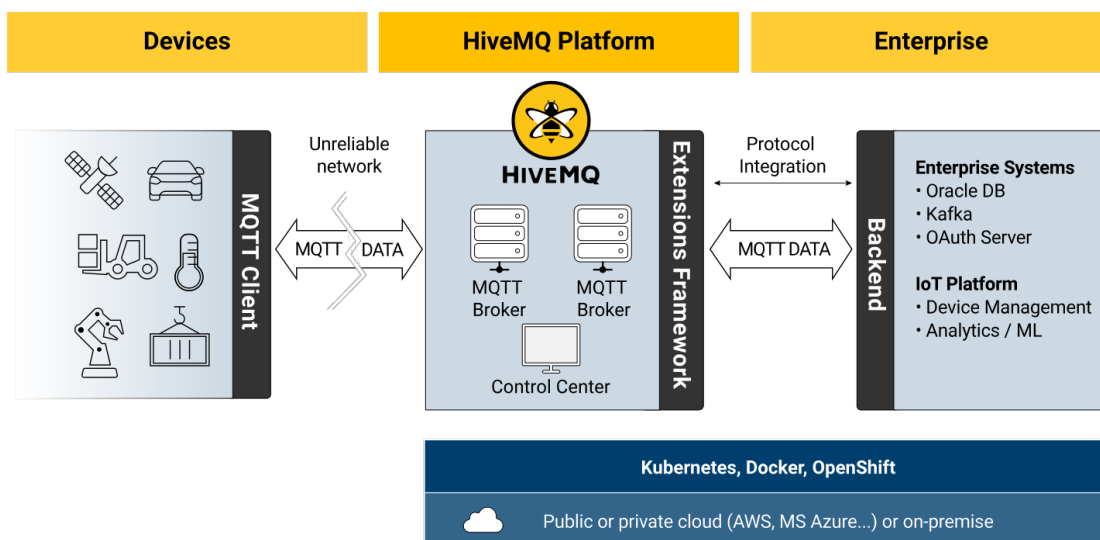 Devices
HiveMQ Platform
Enterprise
MQTT Client
Unreliable
network
MQTT
DATA
HIVEMQ
MQTT
Broker
MQTT
Broker
Control Center
Extensions Framework
Protocol
Integration
MQTT DATA
Backend
Enterprise Systems
• Oracle DB
• Kafka
• OAuth Server
IoT Platform
• Device Management
• Analytics / ML
Kubernetes, Docker, OpenShift
Public or private cloud (AWS, MS Azure...) or on-premise